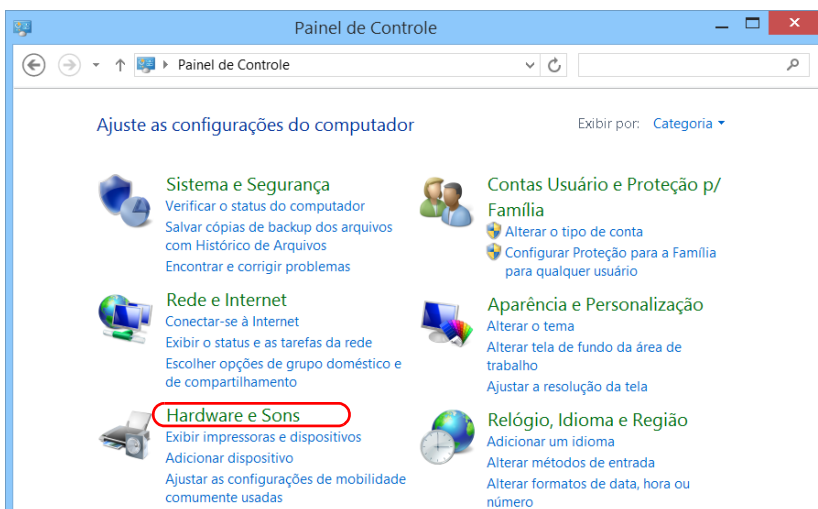 Painel de Controle
Painel de Controle
Ajuste as configurações do computador
Exibir por: Categoria
Sistema e Segurança
Verificar o status do computador
Salvar cópias de backup dos arquivos
com Histórico de Arquivos
Encontrar e corrigir problemas
Rede e Internet
Conectar-se à Internet
Exibir o status e as tarefas da rede
Escolher opções de grupo doméstico e
de compartilhamento
Hardware e Sons
Exibir impressoras e dispositivos
Adicionar dispositivo
Ajustar as configurações de mobilidade
comumente usadas
Contas Usuário e Proteção p/
Família
Alterar o tipo de conta
Configurar Proteção para a Família
para qualquer usuário
Aparência e Personalização
Alterar o tema
Alterar tela de fundo da área de
trabalho
Ajustar a resolução da tela
Relógio, Idioma e Região
Adicionar um idioma
Alterar métodos de entrada
Alterar formatos de data, hora ou
número